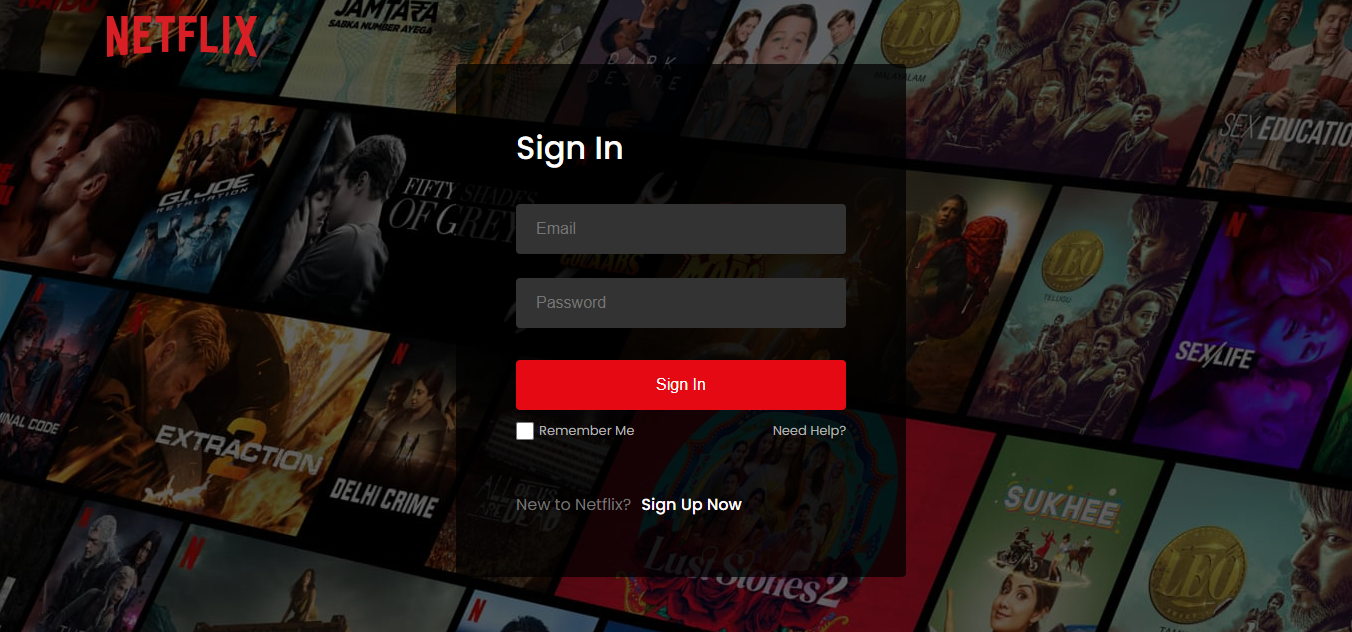 NETFLIX
JAMTARA
SABKA NUMBER AYEGA
DARK
DESIRE
LEO
MALAYALAM
SEX EDUCATION
Sign In
G.I. JOE
RETALIATION
FIFTY SHADES
OF GREY
Email
LEO
TELUGU
Password
SEX/LIFE
Sign In
EXTRACTION
2
Remember Me
Need Help?
DELHI CRIME
SUKHEE
New to Netflix? Sign Up Now
Lust Stories 2
LEO